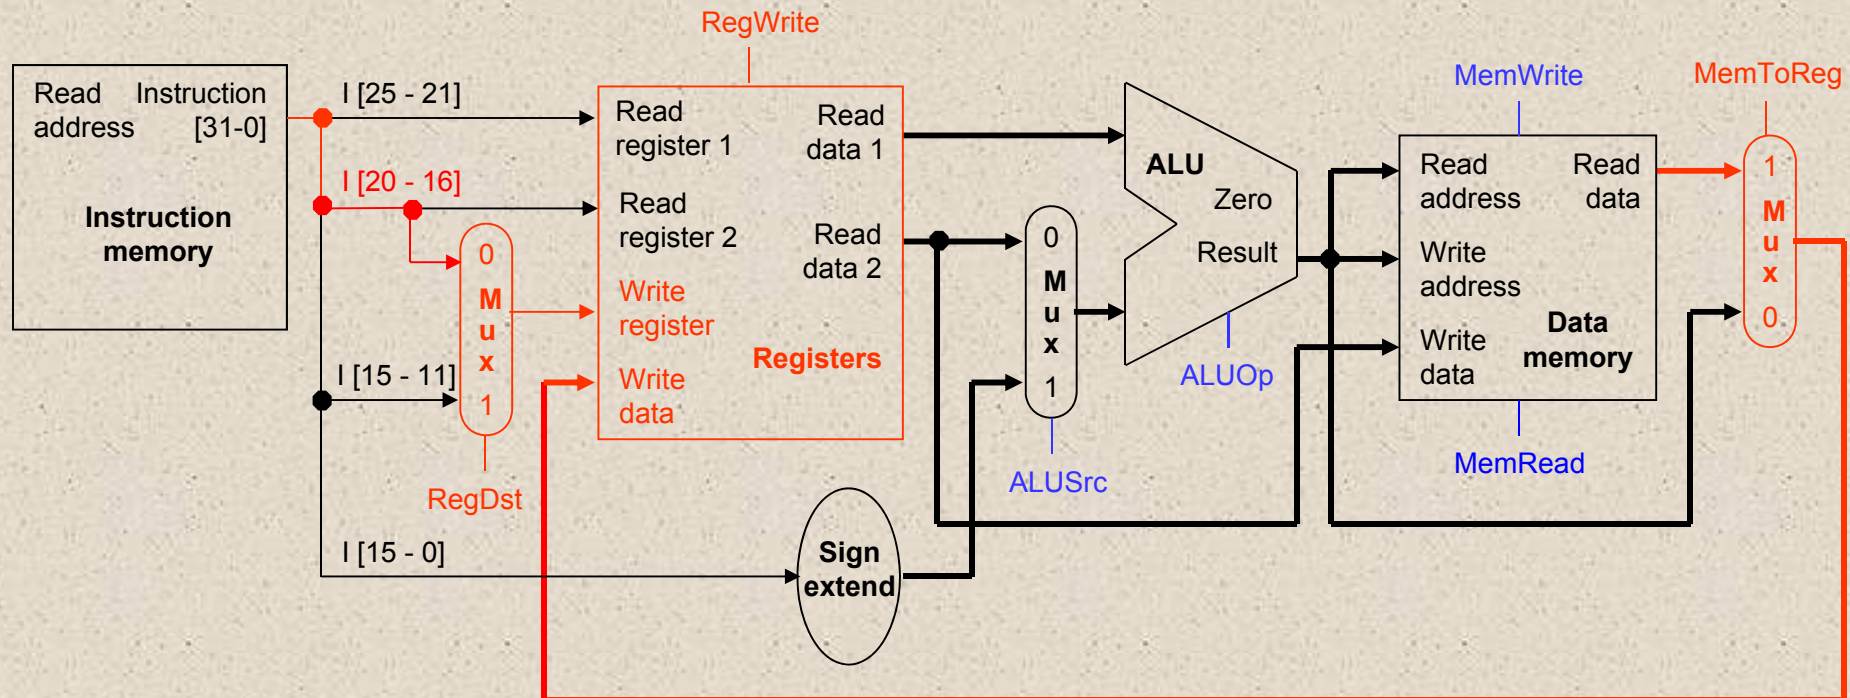 RegWrite
MemWrite
MemToReg
Read address
Instruction [31-0]
Instruction
memory
I [25 - 21]
I [20 - 16]
I [15 - 11]
I [15 - 0]
0
M
u
x
1
RegDst
Read
register 1
Read
register 2
Write
register
Write
data
Read
data 1
Read
data 2
Registers
Sign
extend
0
M
u
x
1
ALUSrc
ALU
Zero
Result
ALUOp
Read
address
Write
address
Write
data
Read
data
Data
memory
MemRead
1
M
u
x
0